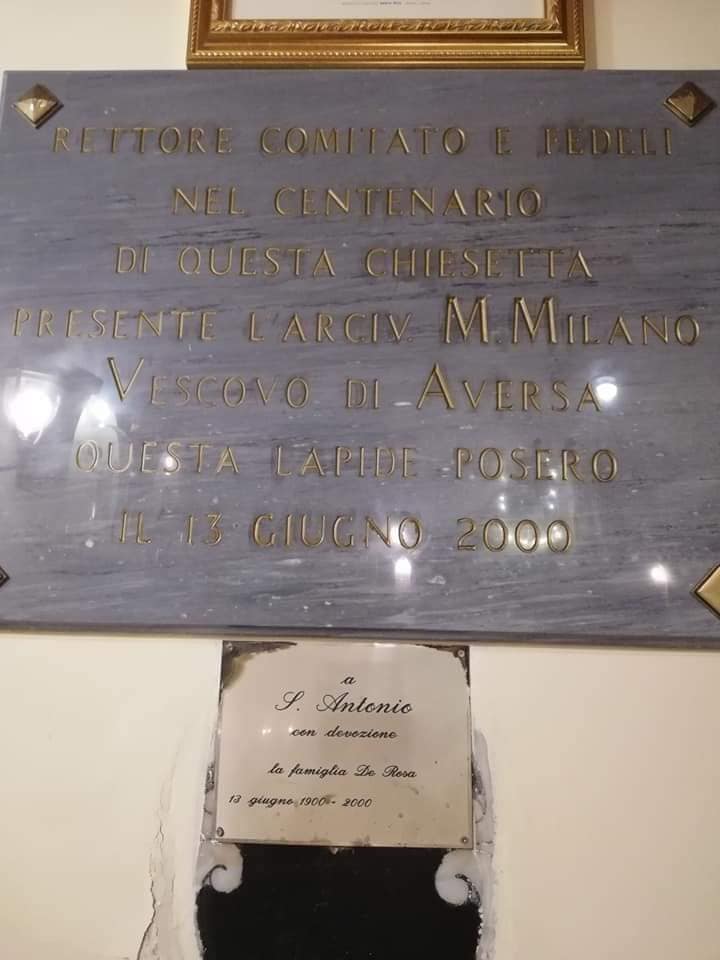 RETTORE COMITATO E FEDELI
NEL CENTENARIO
DI QUESTA CHIESETTA
PRESENTE L'ARCIV. M. MILANO
VESCOVO DI AVERSA
QUESTA LAPIDE POSERO
IL 13 GIUGNO 2000
a
S. Antonio
con devozione
la famiglia De Rosa
13 giugno 1900 - 2000